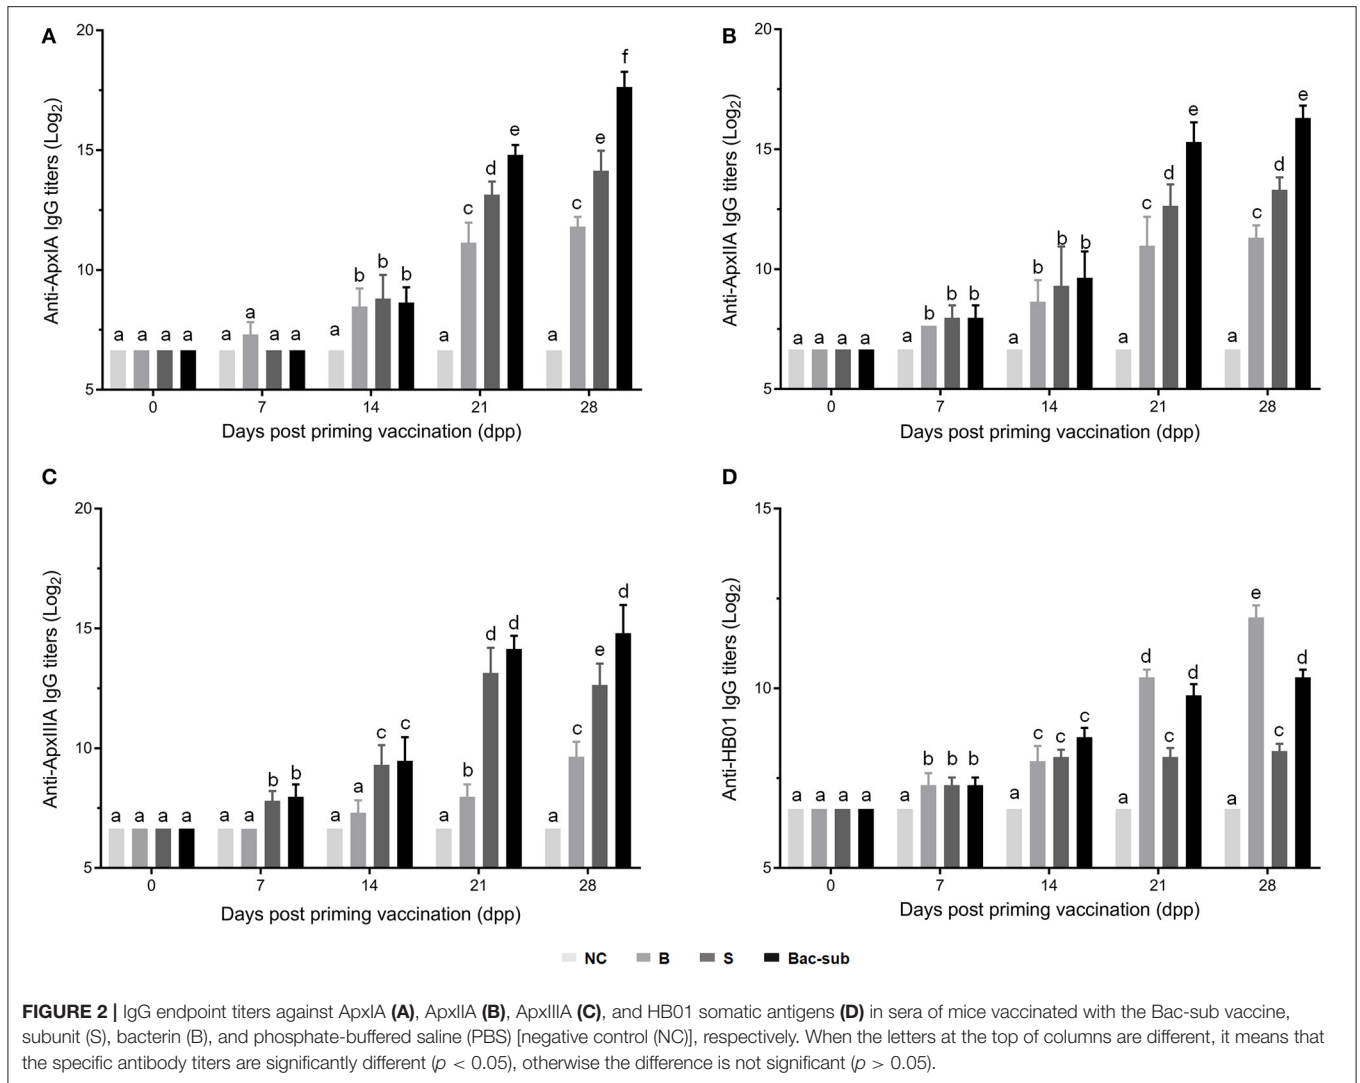 A
20
15
10
5
Anti-ApxIA IgG titers (Log2)
f
e
e
d
c
c
b b b
a
a a a a a a a a a a
0 7 14 21 28
Days post priming vaccination (dpp)
B
20
15
10
5
Anti-ApxIIA IgG titers (Log2)
e
e
d
d
c
c
b b
b
b b b
a a a a a a a a
0 7 14 21 28
Days post priming vaccination (dpp)
C
20
15
10
5
Anti-ApxIIIA IgG titers (Log2)
d
d d
e
c
c c
b
b b
a
a a a a a a a a a
0 7 14 21 28
Days post priming vaccination (dpp)
D
15
10
5
Anti-HB01 IgG titers (Log2)
e
d
d
d
c
c c c
c
b b b
a a a a a a a a
0 7 14 21 28
Days post priming vaccination (dpp)
NC B S Bac-sub
FIGURE 2 | IgG endpoint titers against ApxIA (A), ApxIIA (B), ApxIIIA (C), and HB01 somatic antigens (D) in sera of mice vaccinated with the Bac-sub vaccine,
subunit (S), bacterin (B), and phosphate-buffered saline (PBS) [negative control (NC)], respectively. When the letters at the top of columns are different, it means that
the specific antibody titers are significantly different (p < 0.05), otherwise the difference is not significant (p > 0.05).